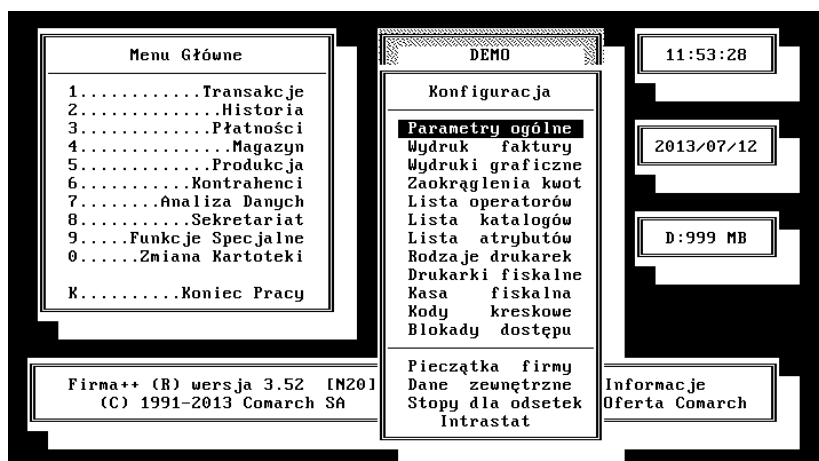 Menu Główne
1............Transakcje
2..............Historia
3.............Płatności
4...............Magazyn
5.............Produkcja
6...........Kontrahenci
7........Analiza Danych
8...........Sekretariat
9.....Funkcje Specjalne
0......Zmiana Kartoteki
K..........Koniec Pracy
DEMO
Konfiguracja
Parametry ogólne
Wydruk faktury
Wydruki graficzne
Zaokrąglenia kwot
Lista operatorów
Lista katalogów
Lista atrybutów
Rodzaje drukarek
Drukarki fiskalne
Kasa fiskalna
Kody kreskowe
Blokady dostępu
Pieczątka firmy
Dane zewnętrzne
Stopy dla odsetek
Intrastat
11:53:28
2013/07/12
D:999 MB
Firma++ (R) wersja 3.52 [N20]
(C) 1991-2013 Comarch SA
Informacje
Oferta Comarch